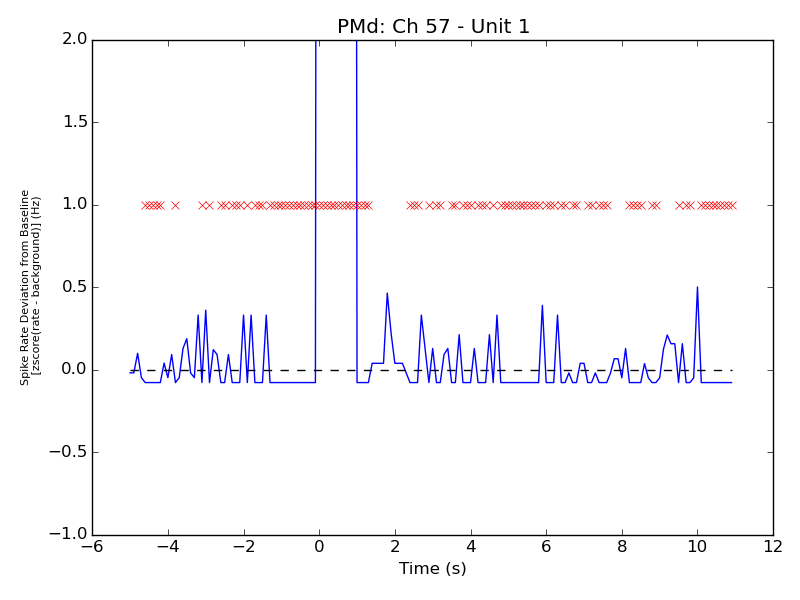 PMd: Ch 57 - Unit 1
2.0
1.5
1.0
0.5
0.0
−0.5
−1.0
Spike Rate Deviation from Baseline
[zscore(rate - background)] (Hz)
−6 −4 −2 0 2 4 6 8 10 12
Time (s)